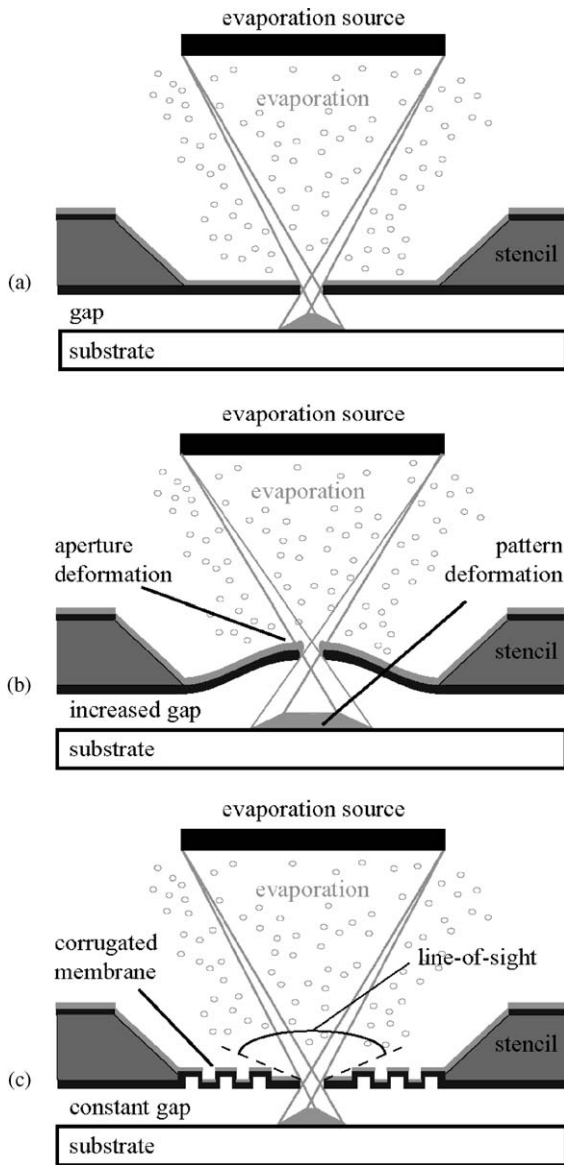 evaporation source
evaporation
stencil
(a)
gap
substrate
evaporation source
evaporation
aperture
deformation
pattern
deformation
stencil
(b)
increased gap
substrate
evaporation source
evaporation
corrugated
membrane
line-of-sight
stencil
(c)
constant gap
substrate